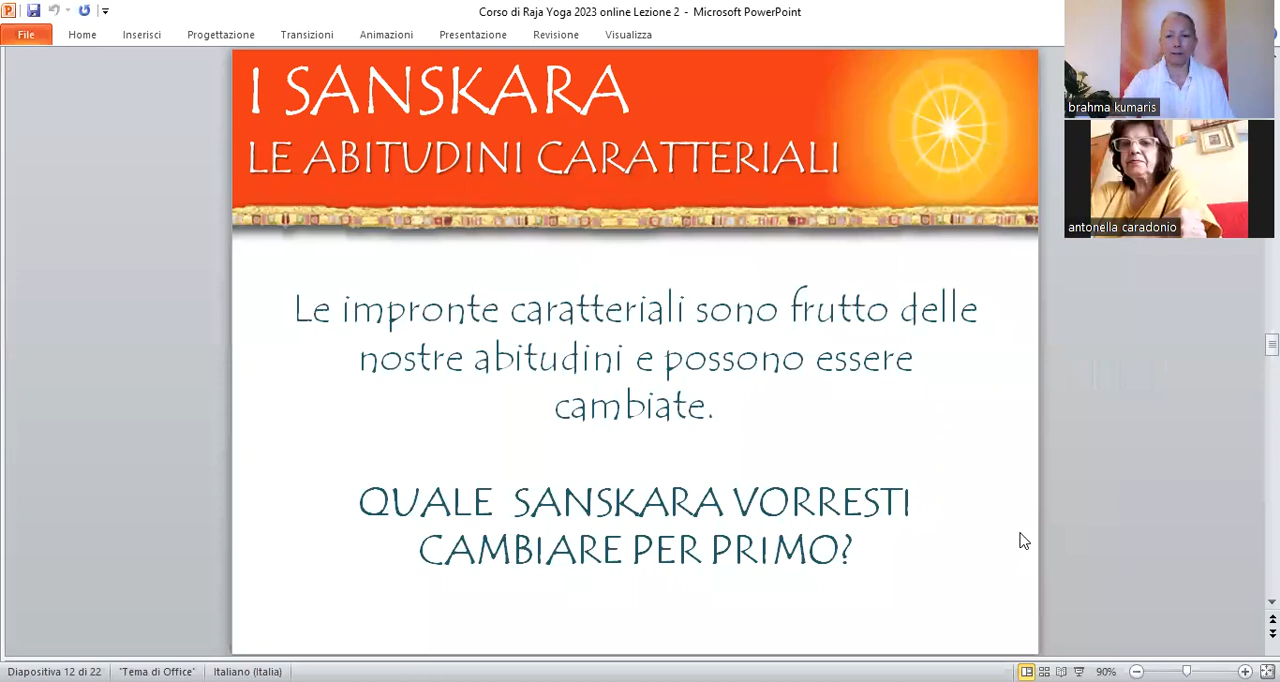 Corso di Raja Yoga 2023 online Lezione 2 - Microsoft PowerPoint
File Home Inserisci Progettazione Transizioni Animazioni Presentazione Revisione Visualizza
I SANSKARA
LE ABITUDINI CARATTERIALI
brahma kumaris
antonella caradonio
Le impronte caratteriali sono frutto delle
nostre abitudini e possono essere
cambiate.
QUALE SANSKARA VORRESTI
CAMBIARE PER PRIMO?
Diapositiva 12 di 22 "Tema di Office" Italiano (Italia) 90%